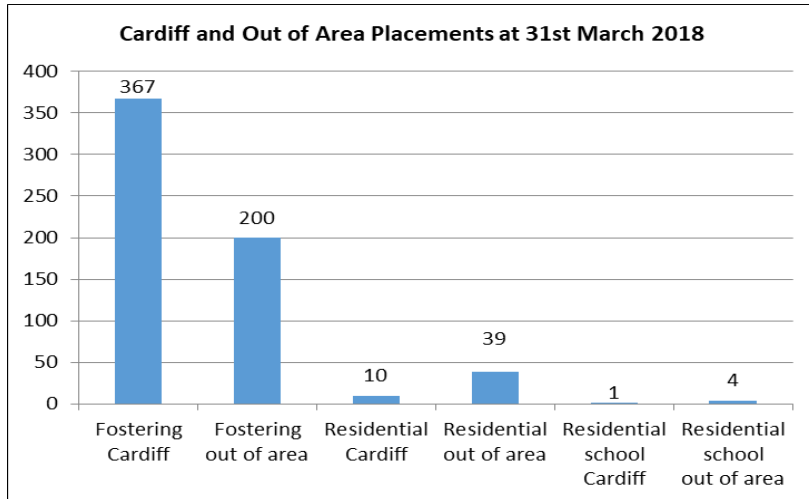 Cardiff and Out of Area Placements at 31st March 2018
400
350
300
250
200
150
100
50
0
367
200
10
39
1
4
Fostering
Cardiff
Fostering
out of area
Residential
Cardiff
Residential
out of area
Residential
school
Cardiff
Residential
school
out of area